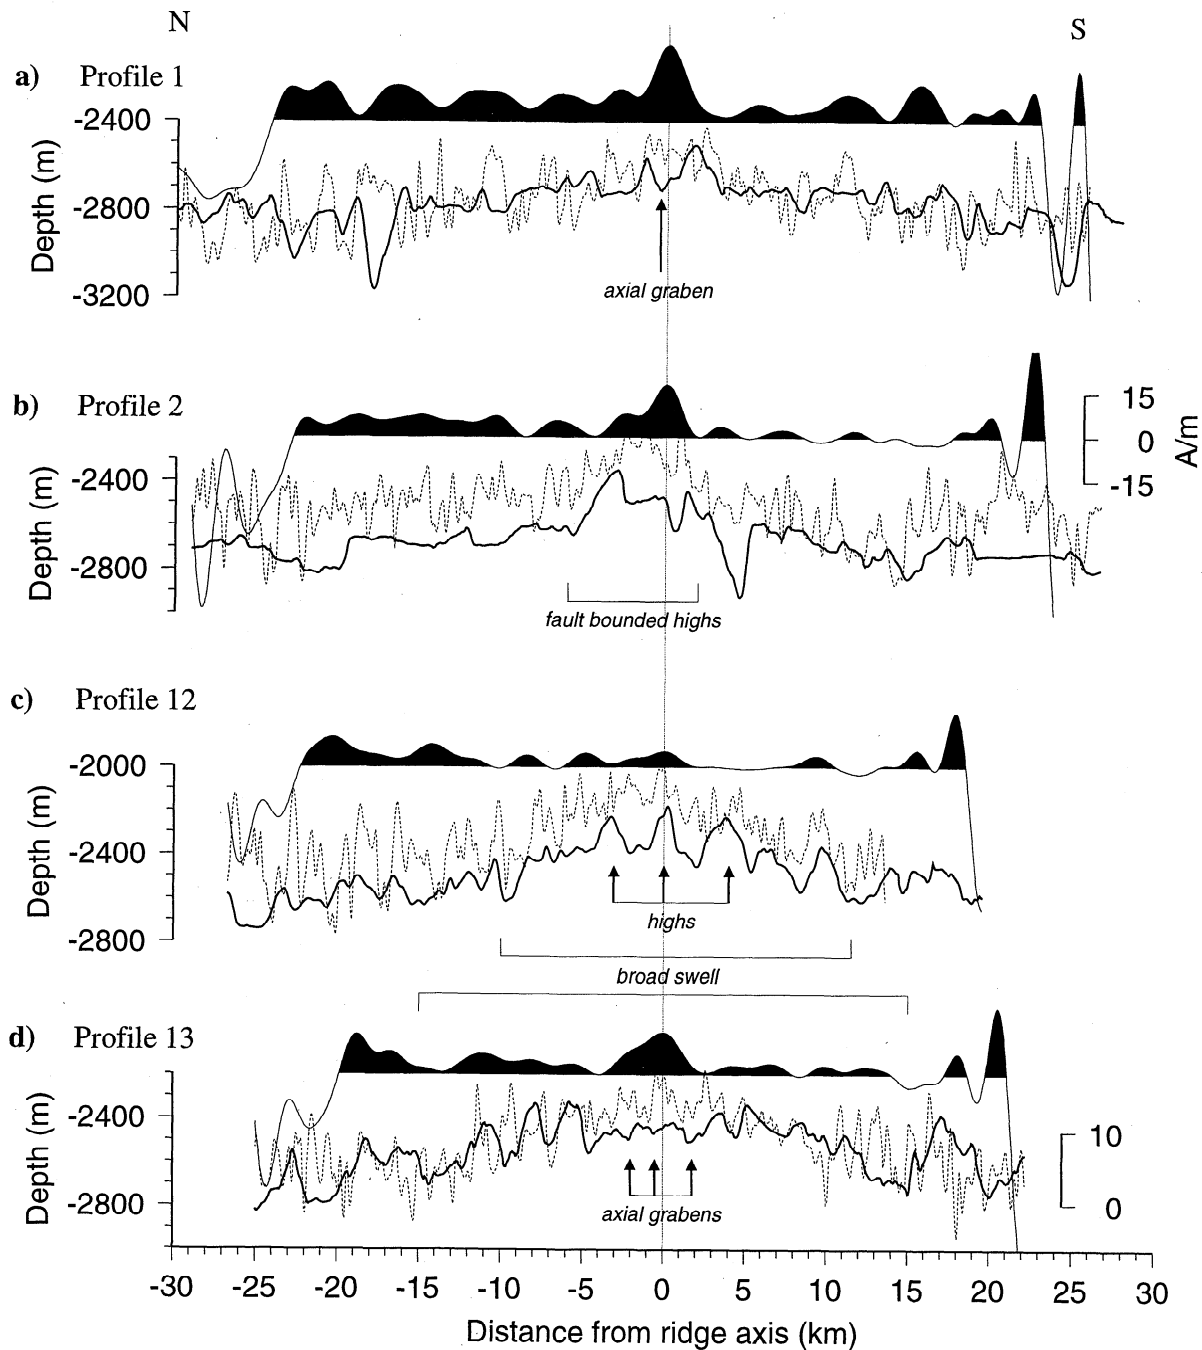 N
S
a) Profile 1
-2400
-2800
-3200
Depth (m)
axial graben
b) Profile 2
15
0
-15
A/m
-2400
-2800
Depth (m)
fault bounded highs
c) Profile 12
-2000
-2400
-2800
Depth (m)
highs
broad swell
d) Profile 13
-2400
-2800
Depth (m)
10
0
axial grabens
-30 -25 -20 -15 -10 -5 0 5 10 15 20 25 30
Distance from ridge axis (km)